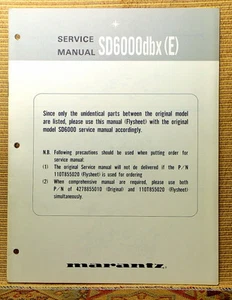 SERVICE
MANUAL SD6000dbx(E)
Since only the unidentical parts between the original model
are listed, please use this manual (Flysheet) with the original
model SD6000 service manual accordingly.
N.B. Following precautions should be used when putting order for
service manual.
(1) The original Service manual will not be delivered if the P/N
110T855020 (Flysheet) is used for ordering
(2) When comprehensive manual are required, please use both
P/N of 4278855010 (Original) and 110T855020 (Flysheet)
simultaneously.
marantz